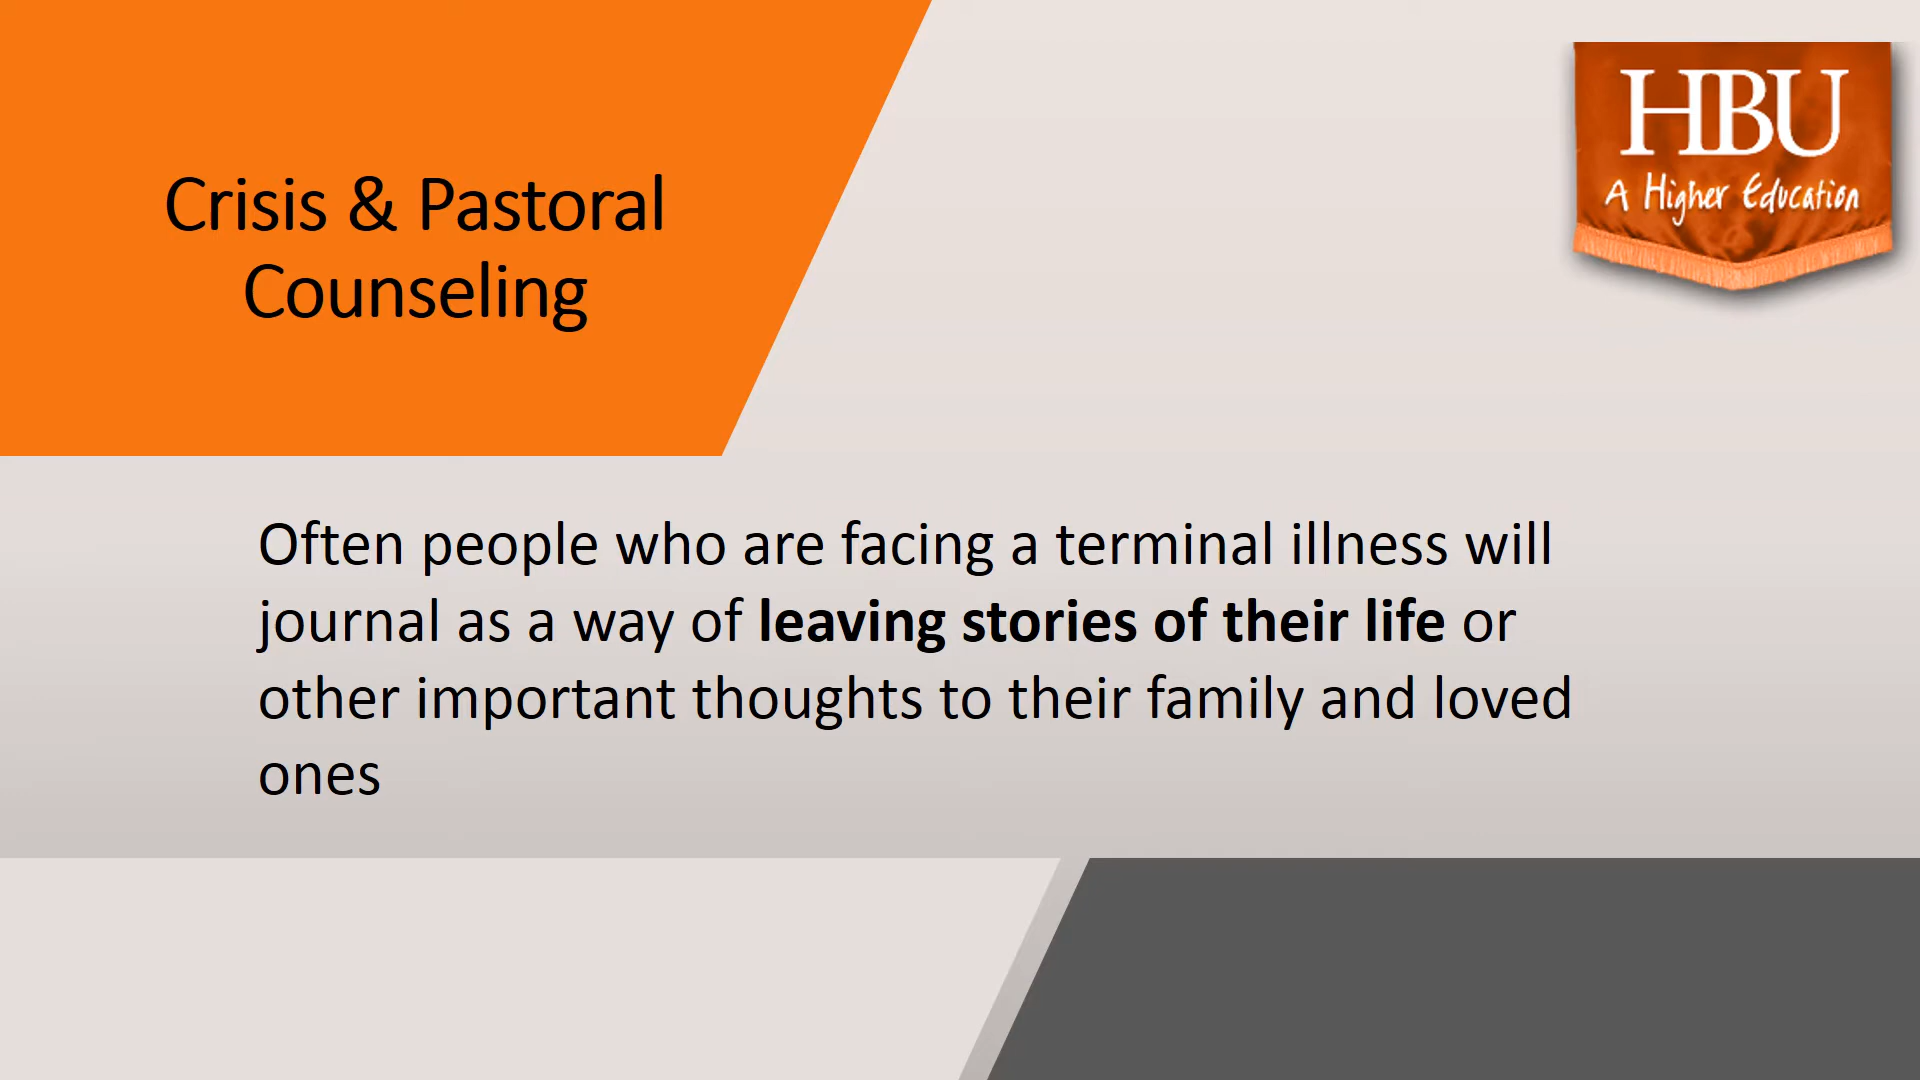 Crisis & Pastoral
Counseling
HBU
A Higher Education
Often people who are facing a terminal illness will
journal as a way of leaving stories of their life or
other important thoughts to their family and loved
ones